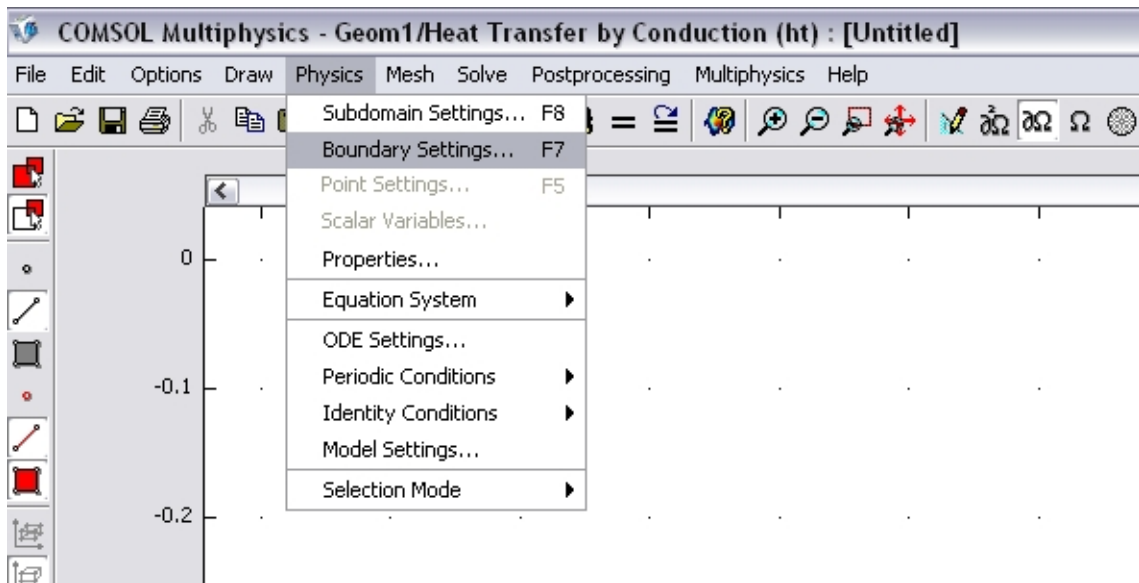 COMSOL Multiphysics - Geom1/Heat Transfer by Conduction (ht) : [Untitled]
File Edit Options Draw Physics Mesh Solve Postprocessing Multiphysics Help
Subdomain Settings... F8
Boundary Settings... F7
Point Settings... F5
Scalar Variables...
Properties...
Equation System
ODE Settings...
Periodic Conditions
Identity Conditions
Model Settings...
Selection Mode
0
-0.1
-0.2